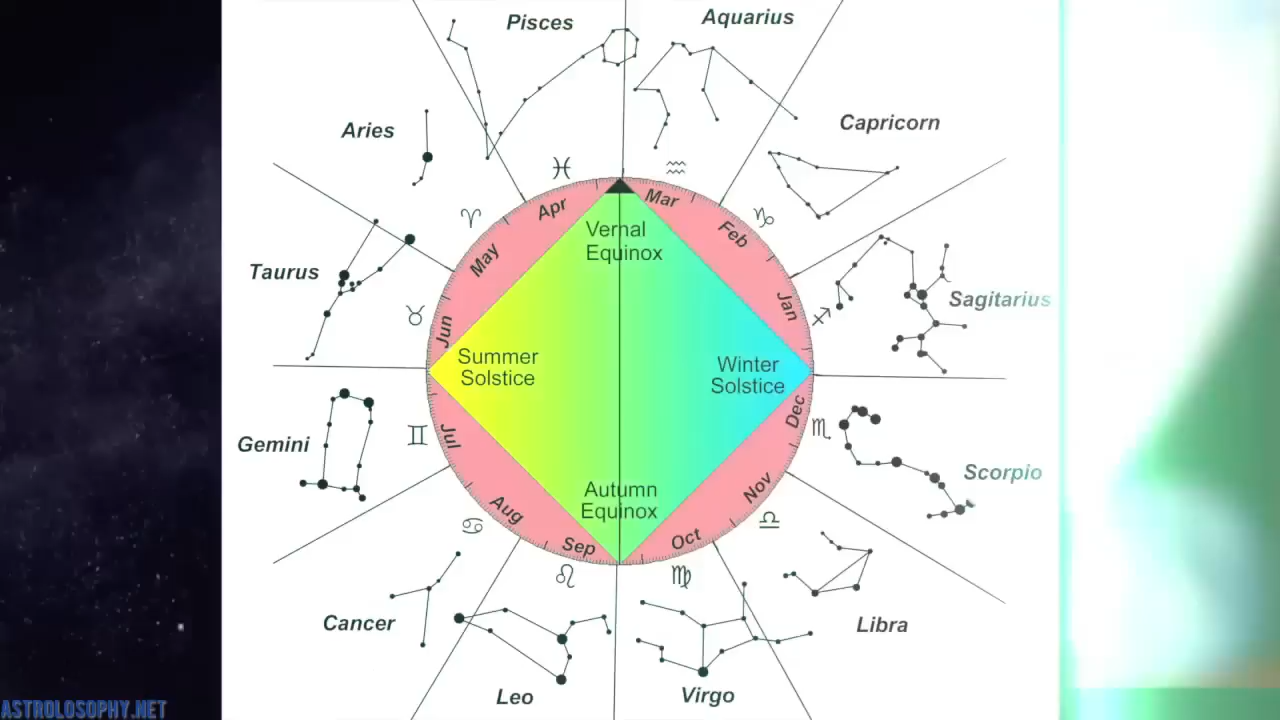 Pisces
Aquarius
Aries
Capricorn
♓
♒
Apr
Mar
♈
♑
May
Feb
Vernal
Equinox
Taurus
Sagitarius
♉
♐
Jun
Jan
Summer
Solstice
Winter
Solstice
Gemini
Scorpio
♊
♏
Jul
Dec
Aug
Nov
Autumn
Equinox
♋
♎
Sep
Oct
♌
♍
Cancer
Libra
Leo
Virgo
ASTROLOSOPHY.NET